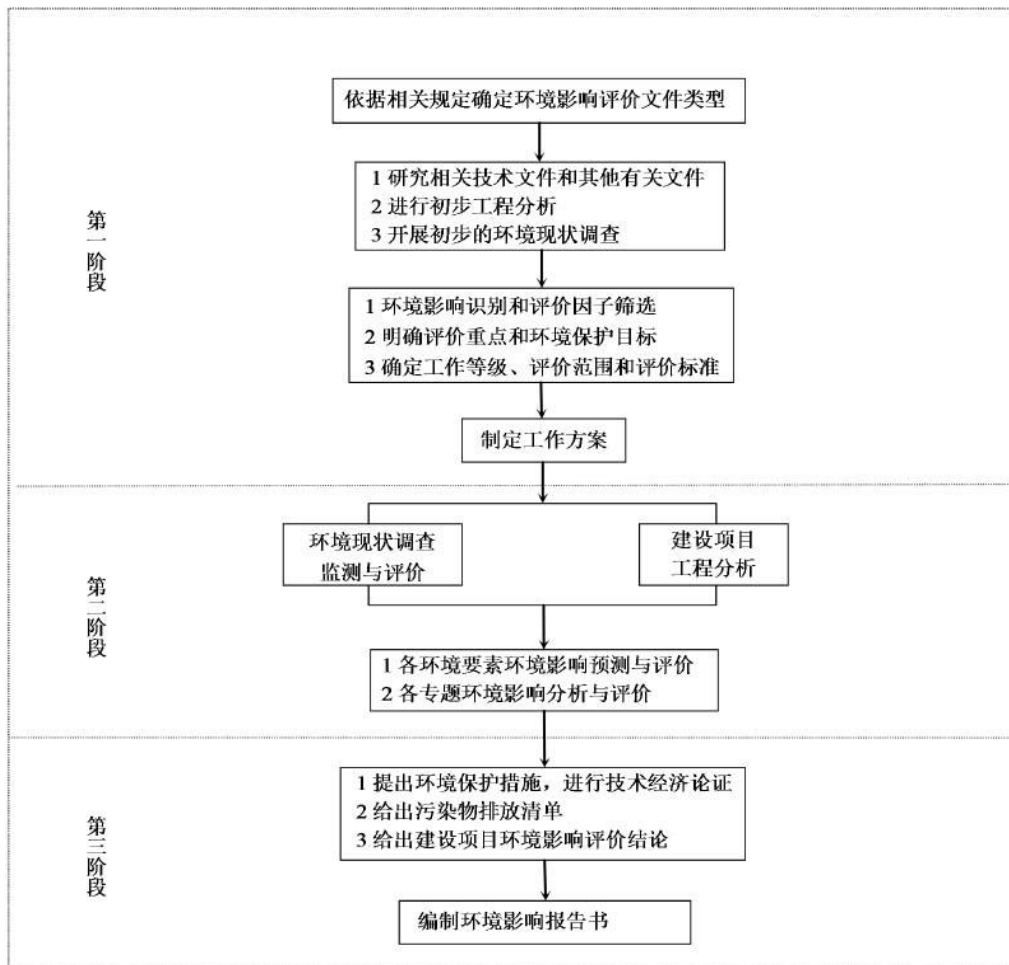 依据相关规定确定环境影响评价文件类型
1 研究相关技术文件和其他有关文件
2 进行初步工程分析
3 开展初步的环境现状调查
第一阶段
1 环境影响识别和评价因子筛选
2 明确评价重点和环境保护目标
3 确定工作等级、评价范围和评价标准
制定工作方案
环境现状调查
监测与评价
建设项目
工程分析
第二阶段
1 各环境要素环境影响预测与评价
2 各专题环境影响分析与评价
1 提出环境保护措施，进行技术经济论证
2 给出污染物排放清单
3 给出建设项目环境影响评价结论
第三阶段
编制环境影响报告书